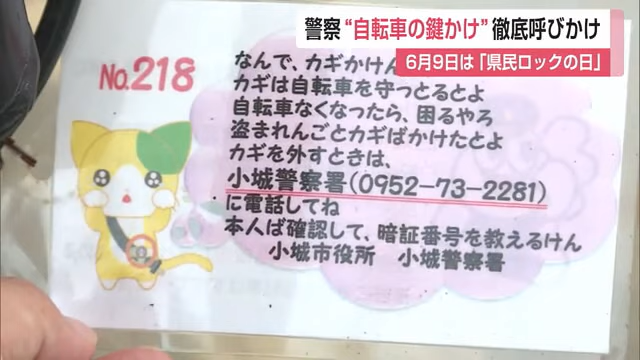 警察“自転車の鍵かけ”徹底呼びかけ
6月9日は「県民ロックの日」
No.218
なんで、カギかけん
カギは自転車を守っとるとよ
自転車なくなったら、困るやろ
盗まれんごとカギばかけたとよ
カギを外すときは、
小城警察署(0952-73-2281)
に電話してね
本人ば確認して、暗証番号を教えるけん
小城市役所 小城警察署